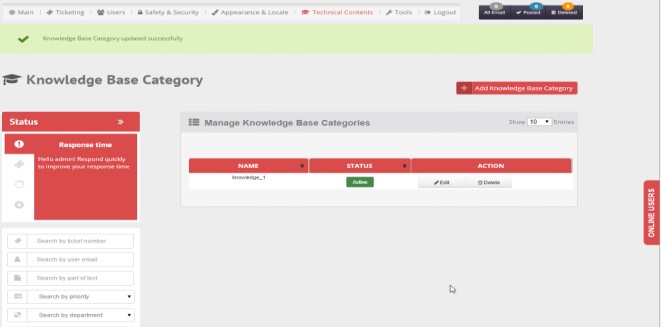 Main Ticketing Users Safety & Security Appearance & Locale Technical Contents Tools Logout
All Email Posted Deleted
Knowledge Base Category updated successfully
Knowledge Base Category
Add Knowledge Base Category
Status
Manage Knowledge Base Categories
Show 10 Entries
Response time
Hello admin! Respond quickly
to improve your response time
NAME STATUS ACTION
knowledge_1 Active Edit Delete
ONLINE USERS
Search by ticket number
Search by user email
Search by part of text
Search by priority
Search by department